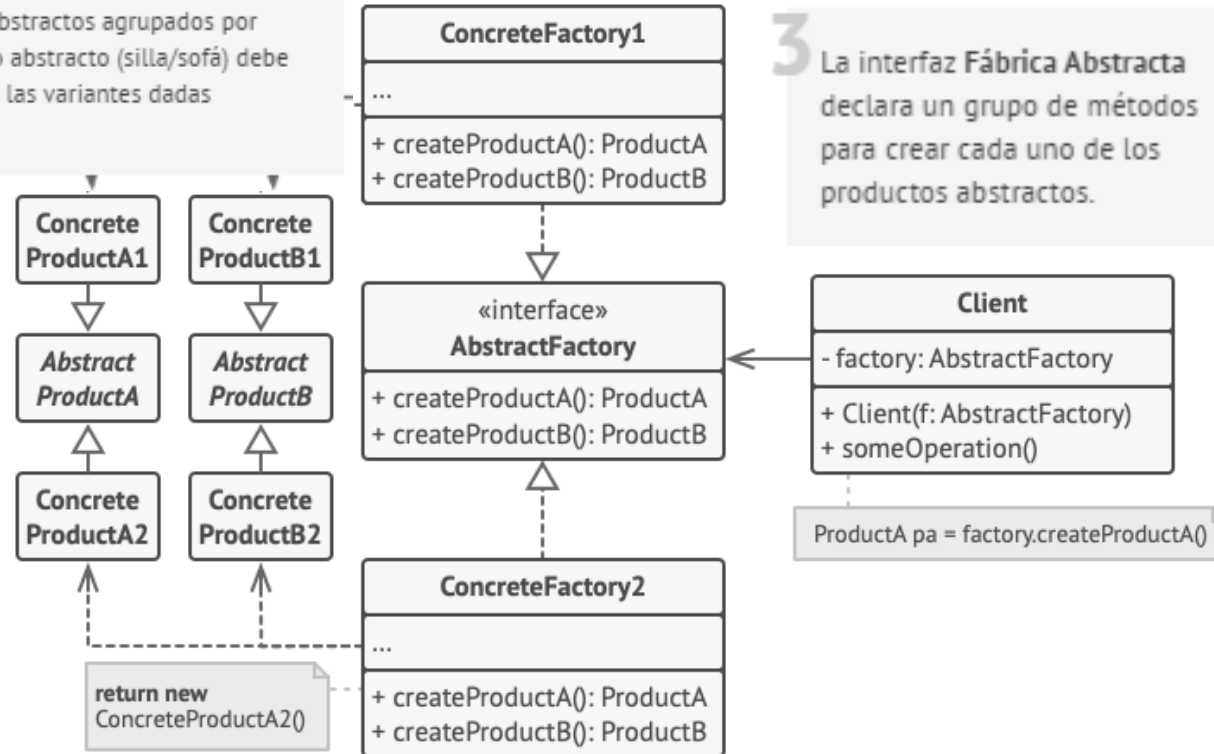 bstractos agrupados por
o abstracto (silla/sofá) debe
las variantes dadas
ConcreteFactory1
...
+ createProductA(): ProductA
+ createProductB(): ProductB
3
La interfaz Fábrica Abstracta
declara un grupo de métodos
para crear cada uno de los
productos abstractos.
Concrete
ProductA1
Concrete
ProductB1
Abstract
ProductA
Abstract
ProductB
Concrete
ProductA2
Concrete
ProductB2
«interface»
AbstractFactory
+ createProductA(): ProductA
+ createProductB(): ProductB
Client
- factory: AbstractFactory
+ Client(f: AbstractFactory)
+ someOperation()
ProductA pa = factory.createProductA()
ConcreteFactory2
...
+ createProductA(): ProductA
+ createProductB(): ProductB
return new
ConcreteProductA2()